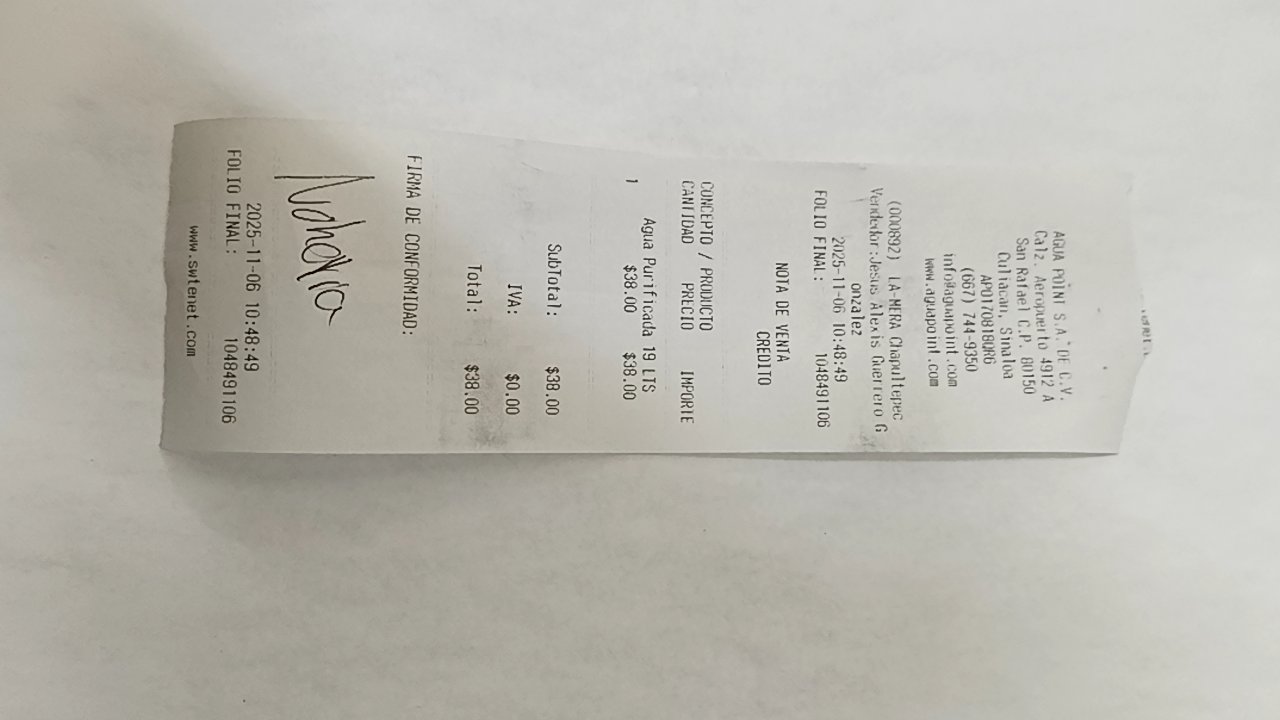 AGUA POINT S.A. DE C.V.
Calz. Aeropuerto 4912 A
San Rafael C.P. 80150
Culiacan, Sinaloa
APO170818QR6
(667) 744-9350
info@aguapoint.com
www.aguapoint.com
(000892) LA-MERA Chapultepec
Vendedor:Jesus Alexis Guerrero G
onzalez
2025-11-06 10:48:49
FOLIO FINAL: 1048491106
NOTA DE VENTA
CREDITO
CONCEPTO / PRODUCTO
CANTIDAD PRECIO IMPORTE
Agua Purificada 19 LTS
1 $38.00 $38.00
SubTotal: $38.00
IVA: $0.00
Total: $38.00
FIRMA DE CONFORMIDAD:
2025-11-06 10:48:49
FOLIO FINAL: 1048491106
www.swtenet.com